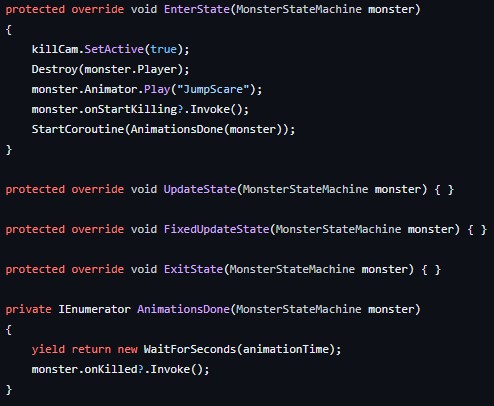 protected override void EnterState(MonsterStateMachine monster)
{
    killCam.SetActive(true);
    Destroy(monster.Player);
    monster.Animator.Play("JumpScare");
    monster.onStartKilling?.Invoke();
    StartCoroutine(AnimationsDone(monster));
}

protected override void UpdateState(MonsterStateMachine monster) { }

protected override void FixedUpdateState(MonsterStateMachine monster) { }

protected override void ExitState(MonsterStateMachine monster) { }

private IEnumerator AnimationsDone(MonsterStateMachine monster)
{
    yield return new WaitForSeconds(animationTime);
    monster.onKilled?.Invoke();
}